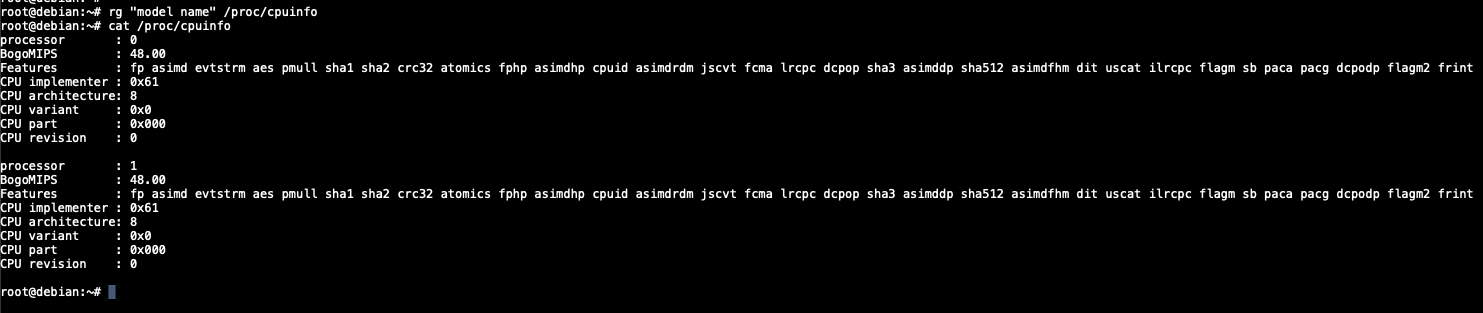 root@debian:~# rg "model name" /proc/cpuinfo
root@debian:~# cat /proc/cpuinfo
processor       : 0
BogoMIPS        : 48.00
Features        : fp asimd evtstrm aes pmull sha1 sha2 crc32 atomics fphp asimdhp cpuid asimdrdm jscvt fcma lrcpc dcpop sha3 asimddp sha512 asimdfhm dit uscat ilrcpc flagm sb paca pacg dcpodp flagm2 frint
CPU implementer : 0x61
CPU architecture: 8
CPU variant     : 0x0
CPU part        : 0x000
CPU revision    : 0

processor       : 1
BogoMIPS        : 48.00
Features        : fp asimd evtstrm aes pmull sha1 sha2 crc32 atomics fphp asimdhp cpuid asimdrdm jscvt fcma lrcpc dcpop sha3 asimddp sha512 asimdfhm dit uscat ilrcpc flagm sb paca pacg dcpodp flagm2 frint
CPU implementer : 0x61
CPU architecture: 8
CPU variant     : 0x0
CPU part        : 0x000
CPU revision    : 0

root@debian:~#